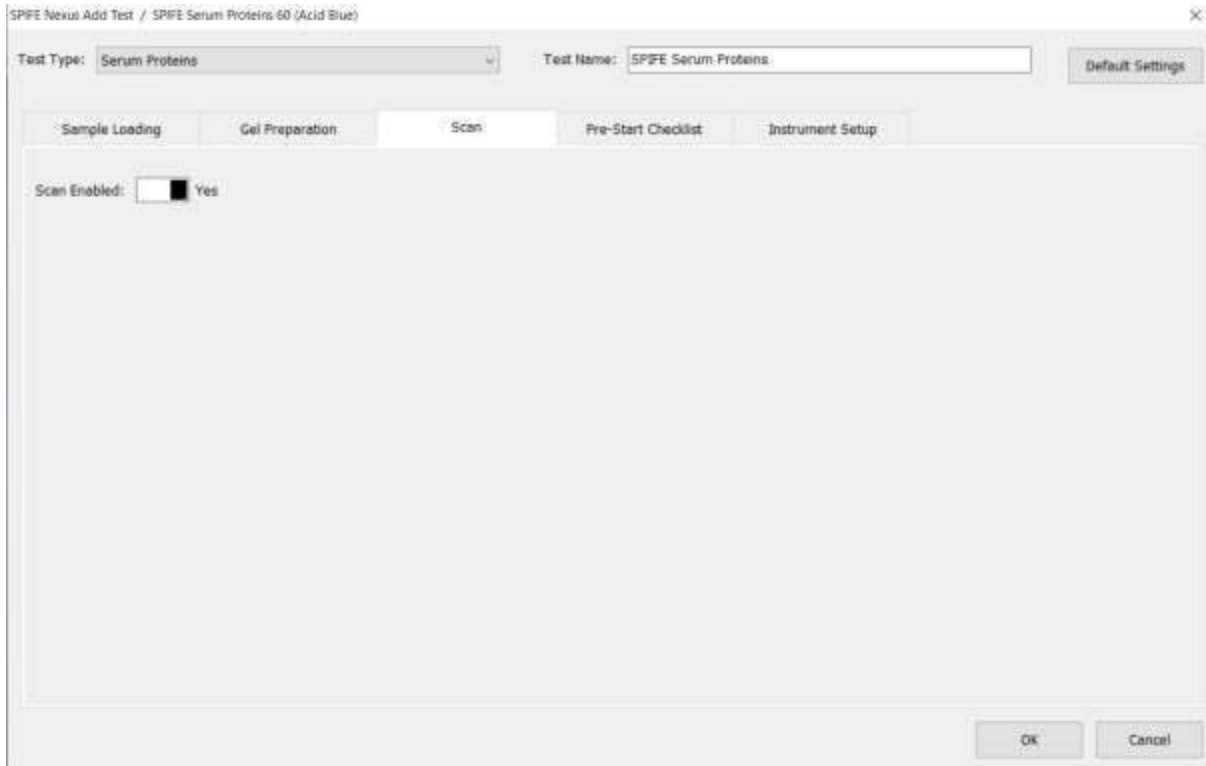 SPIFE Nexus Add Test / SPIFE Serum Proteins 60 (Acid Blue)
Test Type: Serum Proteins Test Name: SPIFE Serum Proteins Default Settings
Sample Loading Gel Preparation Scan Pre-Start Checklist Instrument Setup
Scan Enabled: Yes
OK Cancel